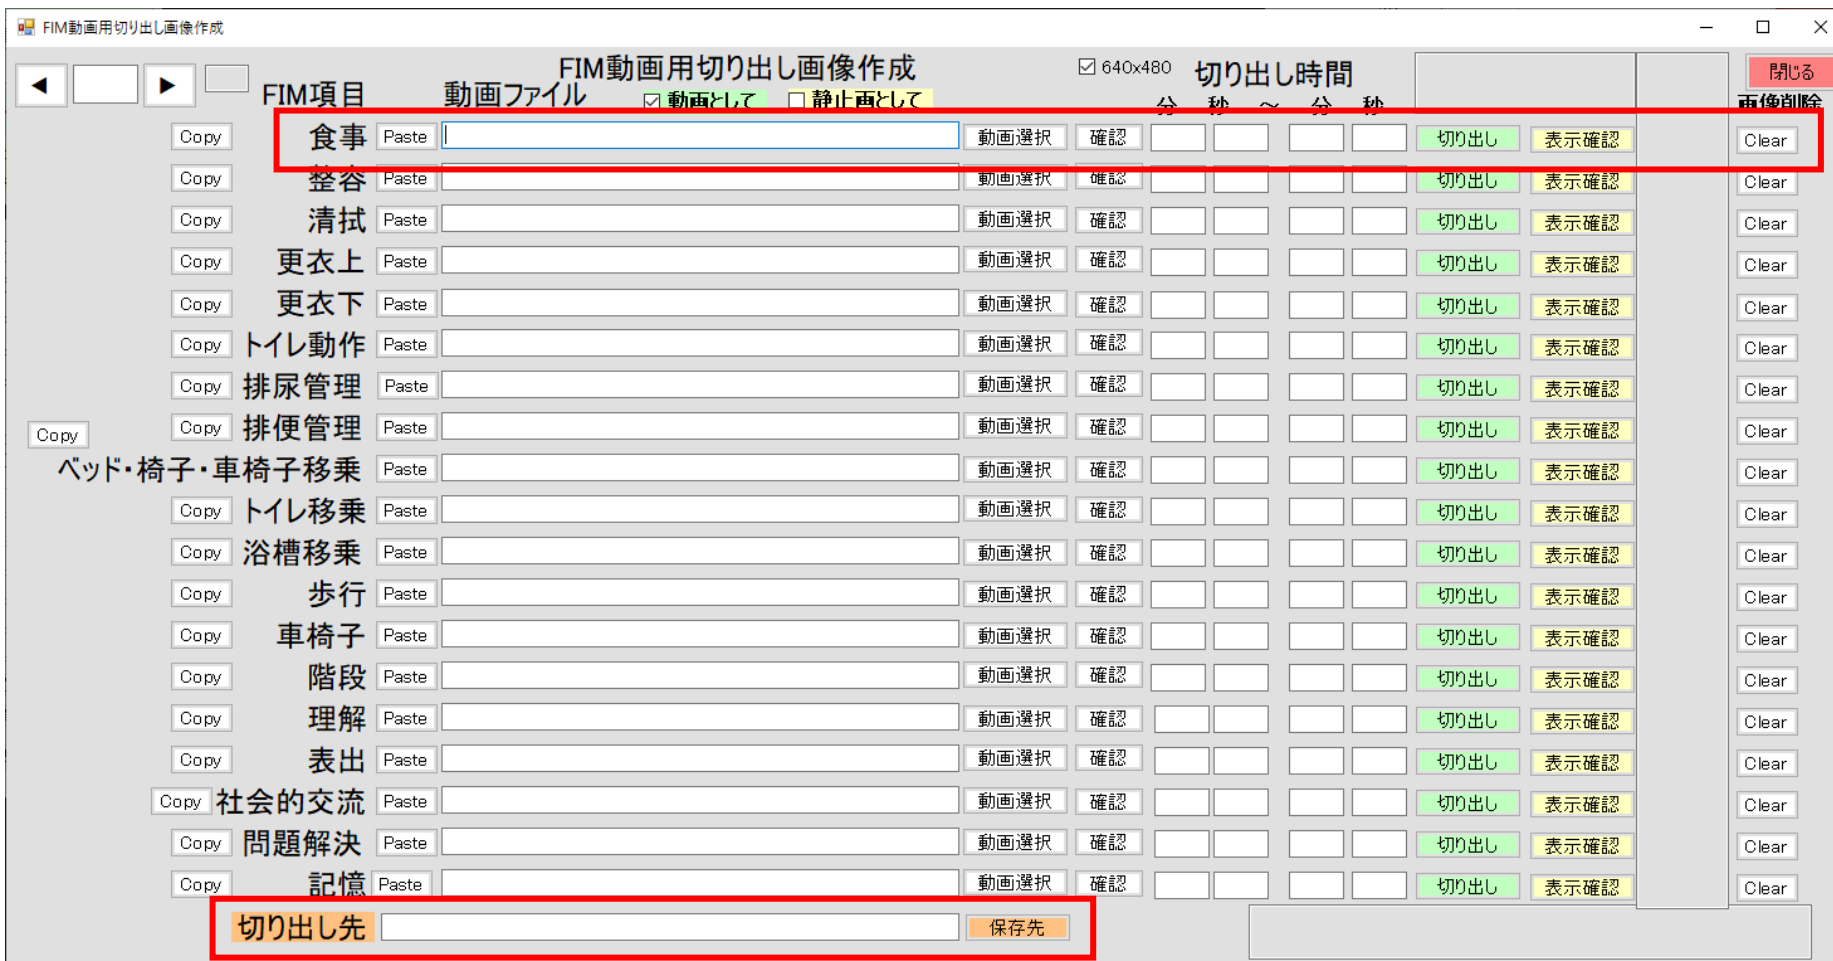 FIM動画用切り出し画像作成
FIM動画用切り出し画像作成 640x480 切り出し時間 閉じる
◀ ▶ FIM項目 動画ファイル 動画として 静止画として 分 秒 ～ 分 秒 画像削除
Copy 食事 Paste 動画選択 確認 切り出し 表示確認 Clear
Copy 整容 Paste 動画選択 確認 切り出し 表示確認 Clear
Copy 清拭 Paste 動画選択 確認 切り出し 表示確認 Clear
Copy 更衣上 Paste 動画選択 確認 切り出し 表示確認 Clear
Copy 更衣下 Paste 動画選択 確認 切り出し 表示確認 Clear
Copy トイレ動作 Paste 動画選択 確認 切り出し 表示確認 Clear
Copy 排尿管理 Paste 動画選択 確認 切り出し 表示確認 Clear
Copy 排便管理 Paste 動画選択 確認 切り出し 表示確認 Clear
Copy
ベッド・椅子・車椅子移乗 Paste 動画選択 確認 切り出し 表示確認 Clear
Copy トイレ移乗 Paste 動画選択 確認 切り出し 表示確認 Clear
Copy 浴槽移乗 Paste 動画選択 確認 切り出し 表示確認 Clear
Copy 歩行 Paste 動画選択 確認 切り出し 表示確認 Clear
Copy 車椅子 Paste 動画選択 確認 切り出し 表示確認 Clear
Copy 階段 Paste 動画選択 確認 切り出し 表示確認 Clear
Copy 理解 Paste 動画選択 確認 切り出し 表示確認 Clear
Copy 表出 Paste 動画選択 確認 切り出し 表示確認 Clear
Copy 社会的交流 Paste 動画選択 確認 切り出し 表示確認 Clear
Copy 問題解決 Paste 動画選択 確認 切り出し 表示確認 Clear
Copy 記憶 Paste 動画選択 確認 切り出し 表示確認 Clear
切り出し先 保存先